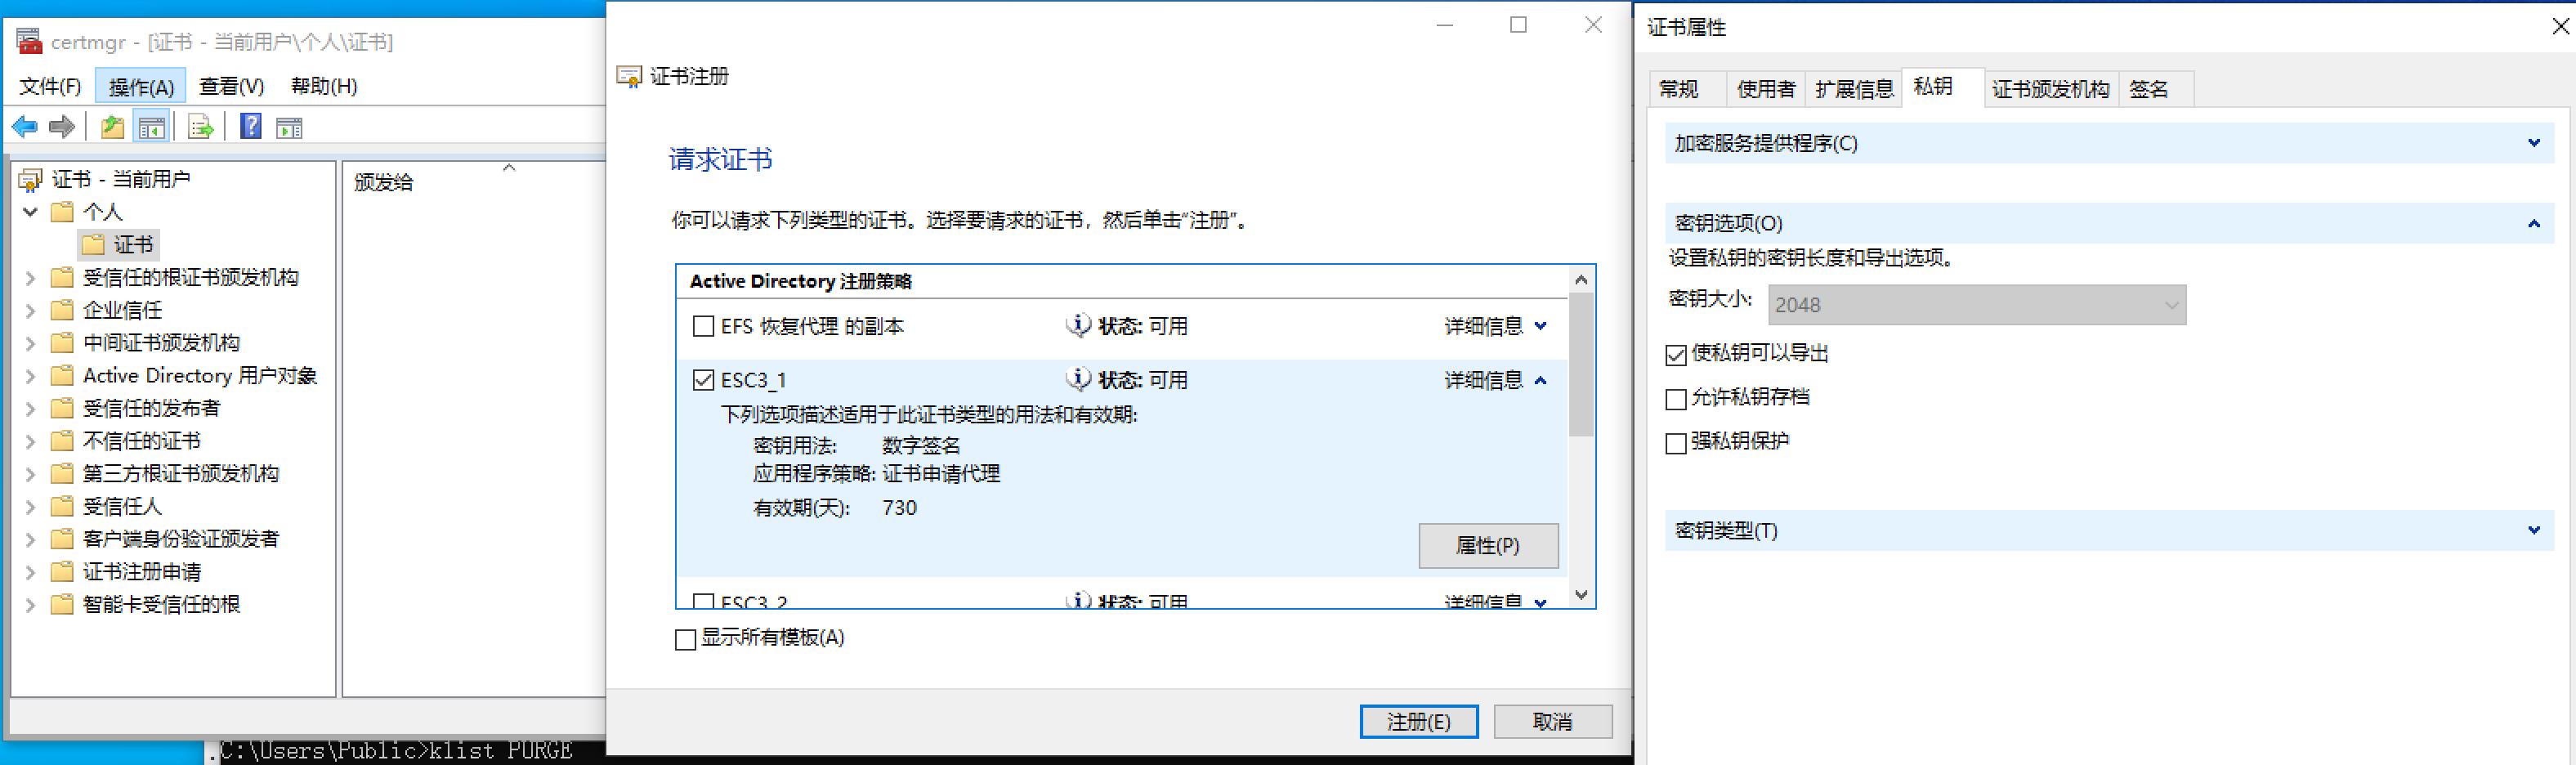 certmgr - [证书 - 当前用户\个人\证书]
文件(F) 操作(A) 查看(V) 帮助(H)
证书 - 当前用户
个人
证书
受信任的根证书颁发机构
企业信任
中间证书颁发机构
Active Directory 用户对象
受信任的发布者
不信任的证书
第三方根证书颁发机构
受信任人
客户端身份验证颁发者
证书注册申请
智能卡受信任的根
颁发给
.C:\Users\Public>klist PURGE
证书注册
请求证书
你可以请求下列类型的证书。选择要请求的证书，然后单击“注册”。
Active Directory 注册策略
EFS 恢复代理 的副本 状态: 可用 详细信息
ESC3_1 状态: 可用 详细信息
下列选项描述适用于此证书类型的用法和有效期:
密钥用法: 数字签名
应用程序策略: 证书申请代理
有效期(天): 730
属性(P)
ESC3_2 状态: 可用 详细信息
显示所有模板(A)
注册(E) 取消
证书属性
常规 使用者 扩展信息 私钥 证书颁发机构 签名
加密服务提供程序(C)
密钥选项(O)
设置私钥的密钥长度和导出选项。
密钥大小: 2048
使私钥可以导出
允许私钥存档
强私钥保护
密钥类型(T)